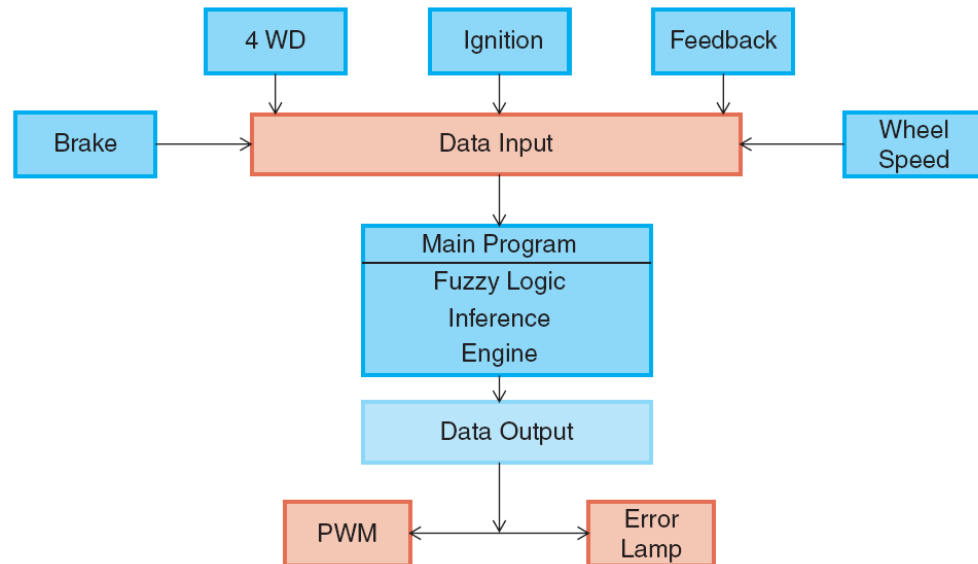 4 WD
Ignition
Feedback
Brake
Data Input
Wheel
Speed
Main Program
Fuzzy Logic
Inference
Engine
Data Output
PWM
Error
Lamp